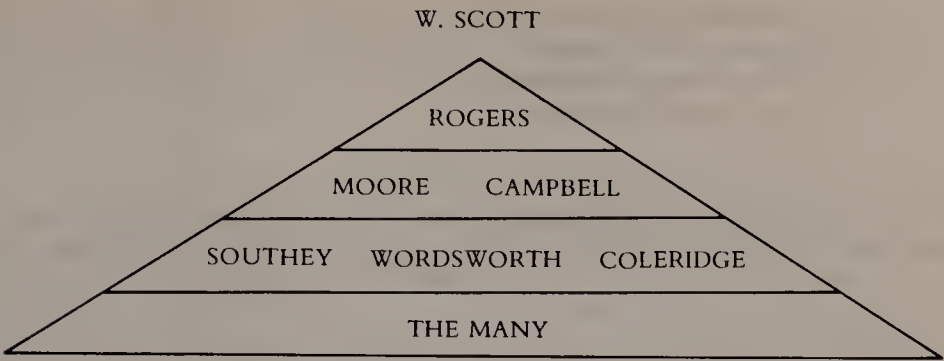 W. SCOTT
ROGERS
MOORE CAMPBELL
SOUTHEY WORDSWORTH COLERIDGE
THE MANY